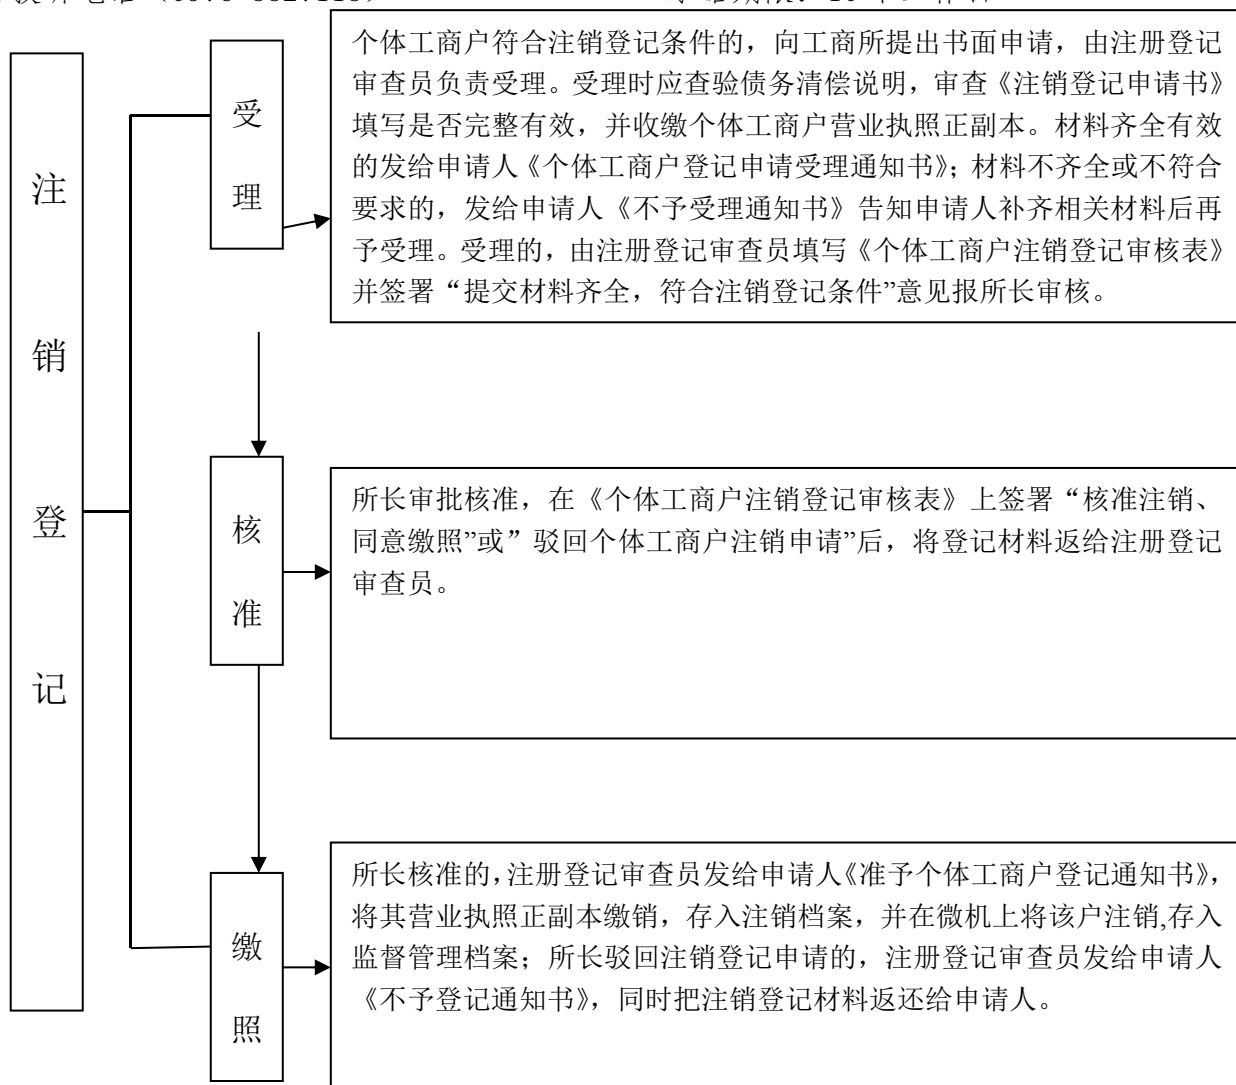 注销登记
受理
个体工商户符合注销登记条件的，向工商所提出书面申请，由注册登记
审查员负责受理。受理时应查验债务清偿说明，审查《注销登记申请书》
填写是否完整有效，并收缴个体工商户营业执照正副本。材料齐全有效
的发给申请人《个体工商户登记申请受理通知书》；材料不齐全或不符合
要求的，发给申请人《不予受理通知书》告知申请人补齐相关材料后再
予受理。受理的，由注册登记审查员填写《个体工商户注销登记审核表》
并签署“提交材料齐全，符合注销登记条件”意见报所长审核。
核准
所长审批核准，在《个体工商户注销登记审核表》上签署“核准注销、
同意缴照”或”驳回个体工商户注销申请”后，将登记材料返给注册登记
审查员。
缴照
所长核准的，注册登记审查员发给申请人《准予个体工商户登记通知书》，
将其营业执照正副本缴销，存入注销档案，并在微机上将该户注销,存入
监督管理档案；所长驳回注销登记申请的，注册登记审查员发给申请人
《不予登记通知书》，同时把注销登记材料返还给申请人。